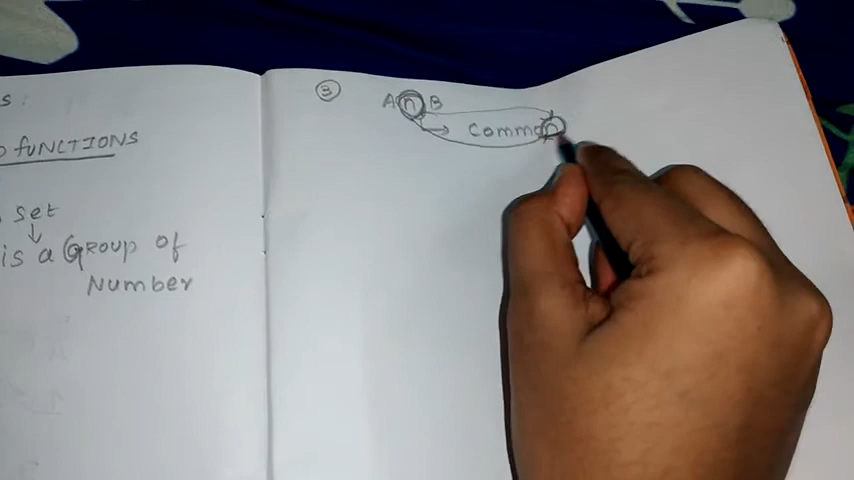 S:
FUNCTIONS
set
↓
is a Group of
Number
③ A n B
→ common